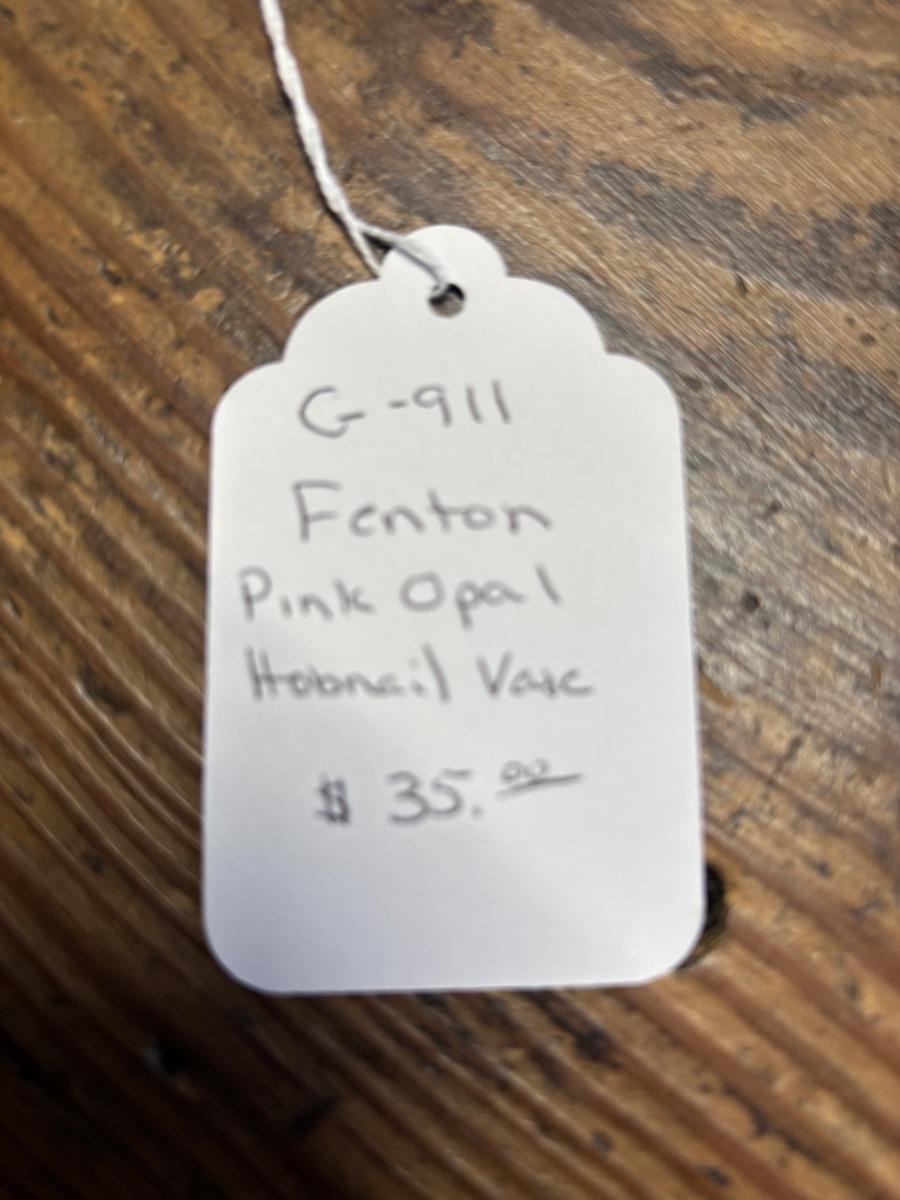 G-911
Fenton
Pink Opal
Hobnail Vase
$ 35.00